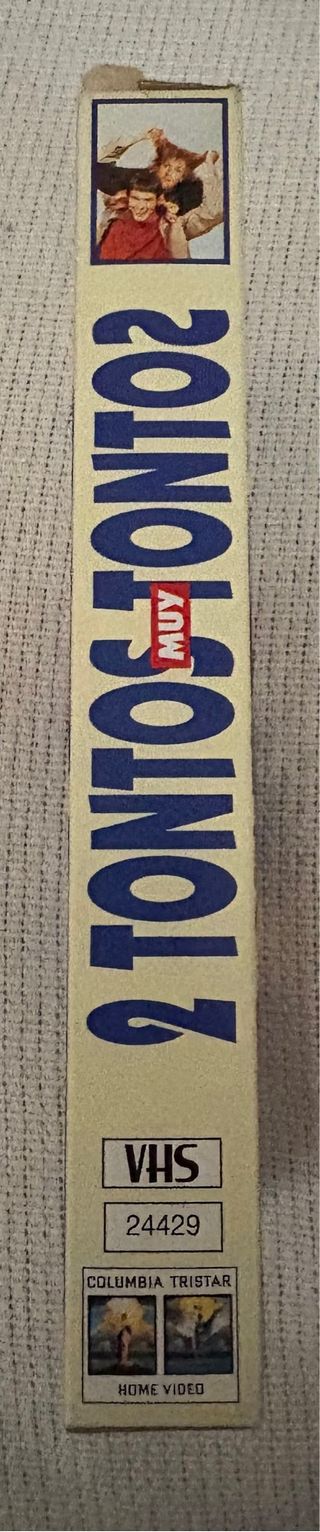 2 TONTOS MUY TONTOS
VHS
24429
COLUMBIA TRISTAR
HOME VIDEO